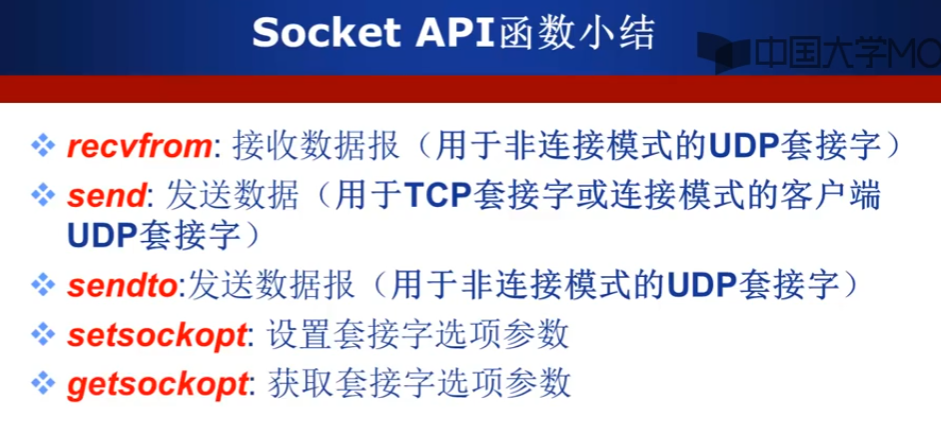 Socket API函数小结
中国大学MO
recvfrom: 接收数据报（用于非连接模式的UDP套接字）
send: 发送数据（用于TCP套接字或连接模式的客户端
UDP套接字）
sendto:发送数据报（用于非连接模式的UDP套接字）
setsockopt: 设置套接字选项参数
getsockopt: 获取套接字选项参数